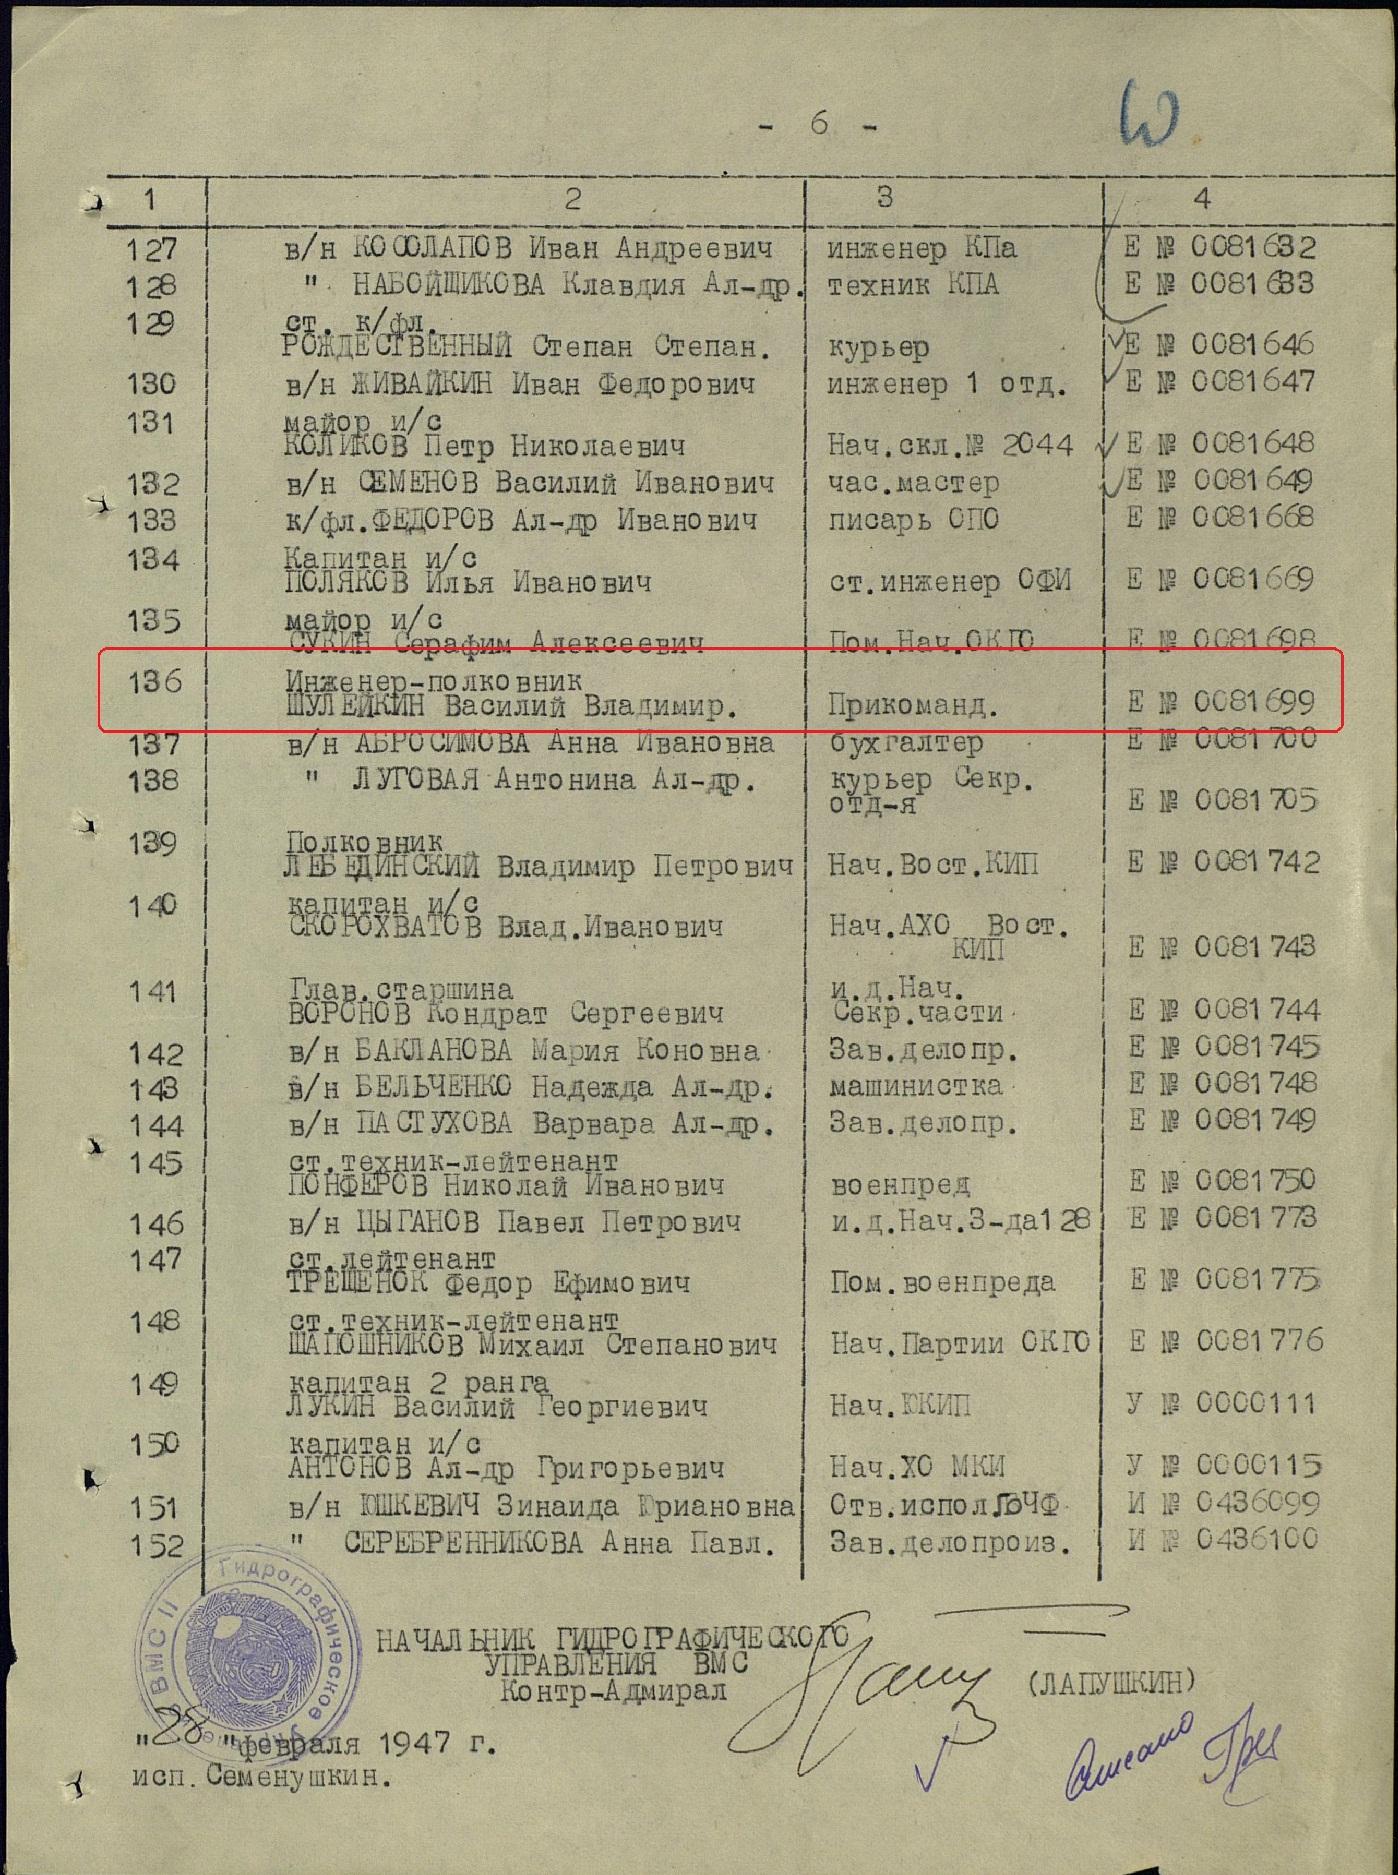 - 6 -
1 2 3 4
127 в/н КОСОЛАПОВ Иван Андреевич инженер КПа Е № 0081632
128 " НАБОЙЩИКОВА Клавдия Ал-др. техник КПА Е № 0081633
129 ст. к/фл.
РОЖДЕСТВЕННЫЙ Степан Степан. курьер Е № 0081646
130 в/н ЖИВАЙКИН Иван Федорович инженер 1 отд. Е № 0081647
131 майор и/с
КОЛИКОВ Петр Николаевич Нач.скл.№ 2044 Е № 0081648
132 в/н СЕМЕНОВ Василий Иванович час.мастер Е № 0081649
133 к/фл.ФЕДОРОВ Ал-др Иванович писарь ОПО Е № 0081668
134 Капитан и/с
ПОЛЯКОВ Илья Иванович ст.инженер ОФИ Е № 0081669
135 майор и/с
СУКИН Серафим Алексеевич Пом.Нач.ОКГО Е № 0081698
136 Инженер-полковник
ШУЛЕЙКИН Василий Владимир. Прикоманд. Е № 0081699
137 в/н АБРОСИМОВА Анна Ивановна бухгалтер Е № 0081700
138 " ЛУГОВАЯ Антонина Ал-др. курьер Секр.
отд-я Е № 0081705
139 Полковник
ЛЕБЕДИНСКИЙ Владимир Петрович Нач.Вост.КИП Е № 0081742
140 капитан и/с
СКОРОХВАТОВ Влад.Иванович Нач.АХО Вост.
КИП Е № 0081743
141 Глав.старшина и.д.Нач.
ВОРОНОВ Кондрат Сергеевич Секр.части Е № 0081744
142 в/н БАКЛАНОВА Мария Коновна Зав.делопр. Е № 0081745
143 в/н БЕЛЬЧЕНКО Надежда Ал-др. машинистка Е № 0081748
144 в/н ПАСТУХОВА Варвара Ал-др. Зав.делопр. Е № 0081749
145 ст.техник-лейтенант
ПОНФЕРОВ Николай Иванович военпред Е № 0081750
146 в/н ЦЫГАНОВ Павел Петрович и.д.Нач.З-да128 Е № 0081773
147 ст.лейтенант
ТРЕЩЕНОК Федор Ефимович Пом.военпреда Е № 0081775
148 ст.техник-лейтенант
ШАПОШНИКОВ Михаил Степанович Нач.Партии ОКГО Е № 0081776
149 капитан 2 ранга
ЛУКИН Василий Георгиевич Нач.ЮКИП У № 0000111
150 капитан и/с
АНТОНОВ Ал-др Григорьевич Нач.ХО МКИ У № 0000115
151 в/н ЮШКЕВИЧ Зинаида Юриановна Отв.испол.ГОЧФ И № 0436099
152 " СЕРЕБРЕННИКОВА Анна Павл. Зав.делопроиз. И № 0436100
Гидрографическое Управление ВМС
НАЧАЛЬНИК ГИДРОГРАФИЧЕСКОГО
УПРАВЛЕНИЯ ВМС
Контр-Адмирал (ЛАПУШКИН)
"28" февраля 1947 г.
исп. Семенушкин.